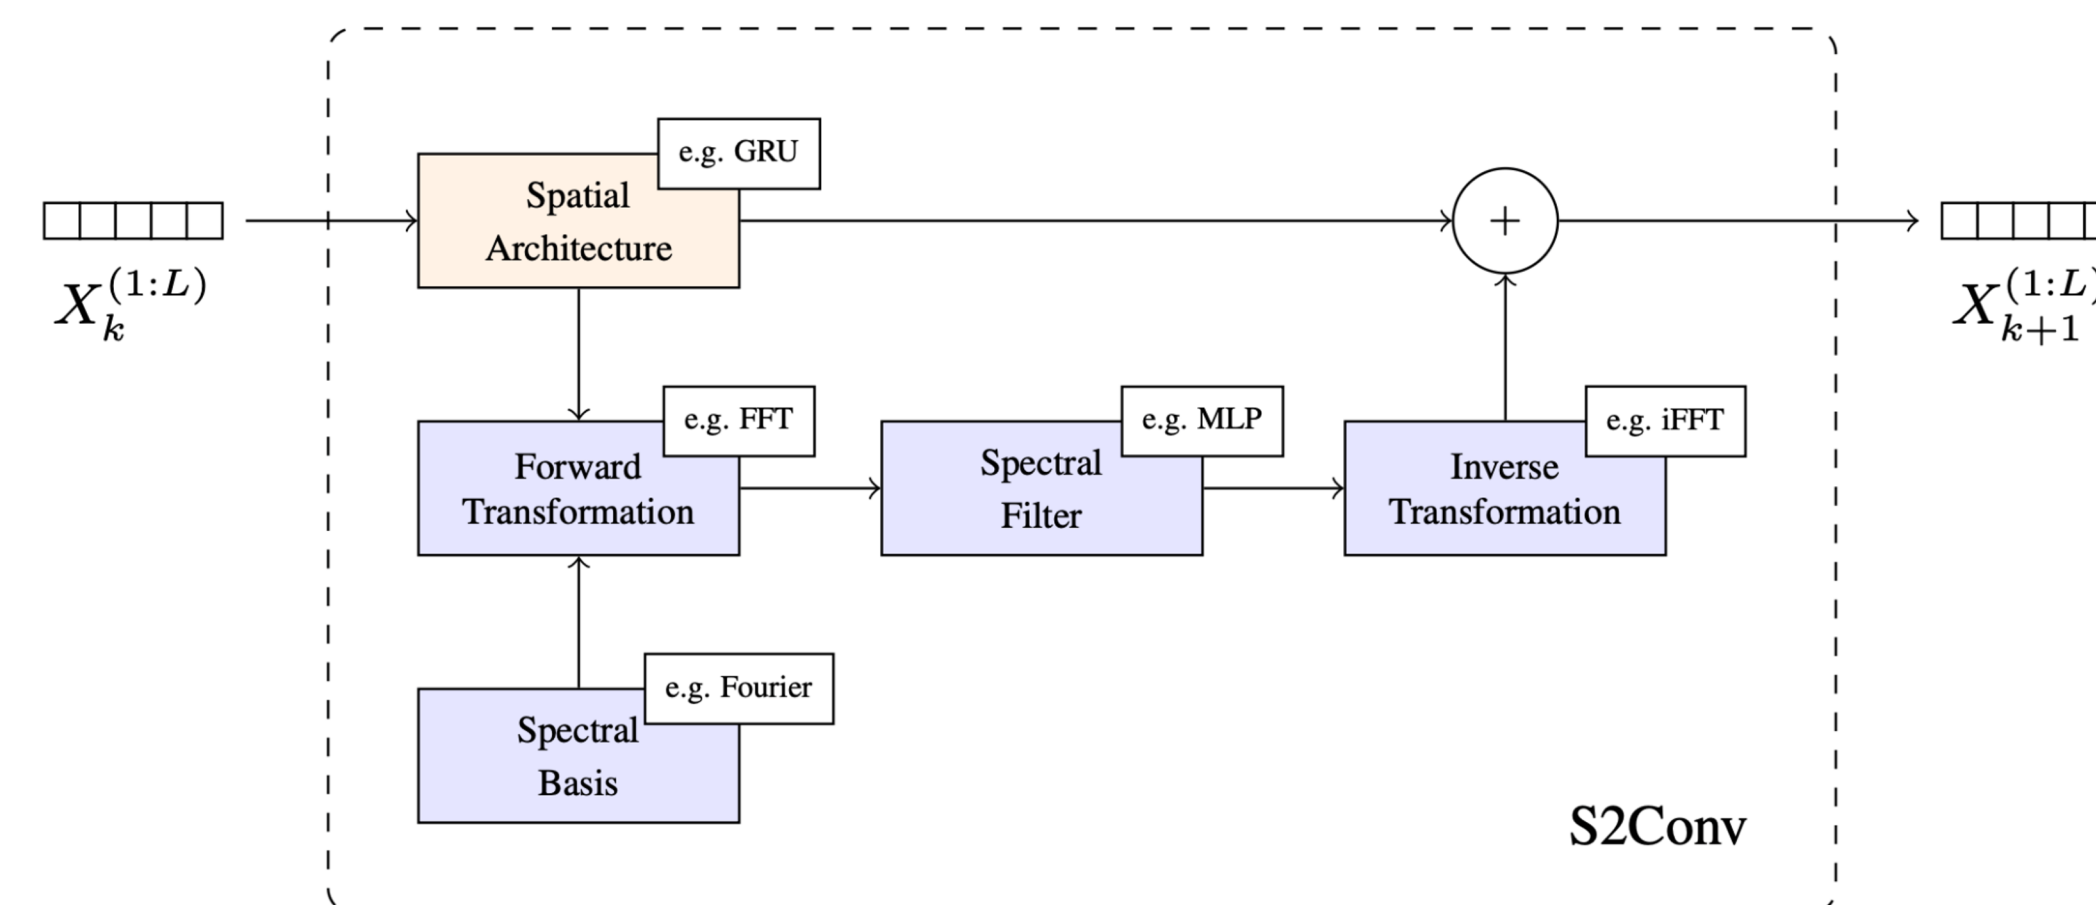 e.g. GRU
Spatial
Architecture
+
X_k^{(1:L)}
X_{k+1}^{(1:L)}
e.g. FFT
Forward
Transformation
e.g. MLP
Spectral
Filter
e.g. iFFT
Inverse
Transformation
e.g. Fourier
Spectral
Basis
S2Conv